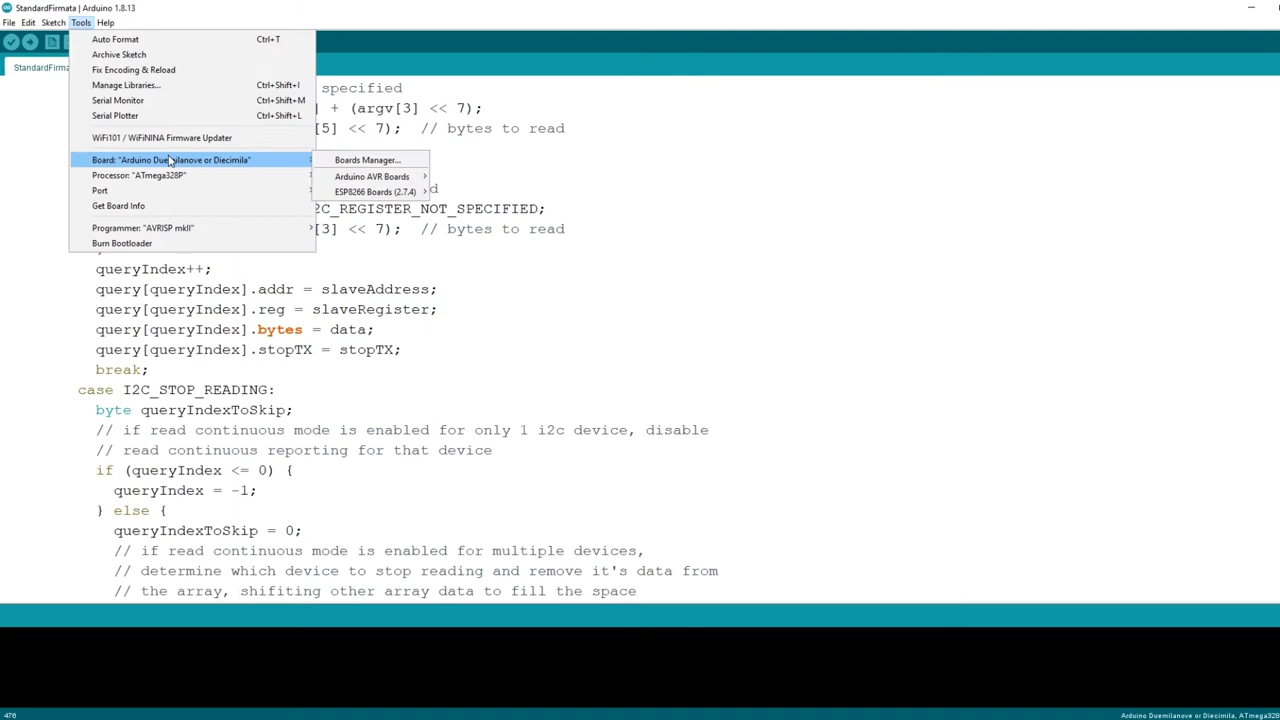 StandardFirmata | Arduino 1.8.13
File Edit Sketch Tools Help
Auto Format Ctrl+T
Archive Sketch
Fix Encoding & Reload
Manage Libraries... Ctrl+Shift+I
Serial Monitor Ctrl+Shift+M
Serial Plotter Ctrl+Shift+L
WiFi101 / WiFiNINA Firmware Updater
Board: "Arduino Duemilanove or Diecimila"
Processor: "ATmega328P"
Port
Get Board Info
Programmer: "AVRISP mkII"
Burn Bootloader
Boards Manager...
Arduino AVR Boards
ESP8266 Boards (2.7.4)
StandardFirma
specified
] + (argv[3] << 7);
[5] << 7);  // bytes to read
d
2C_REGISTER_NOT_SPECIFIED;
[3] << 7);  // bytes to read
queryIndex++;
query[queryIndex].addr = slaveAddress;
query[queryIndex].reg = slaveRegister;
query[queryIndex].bytes = data;
query[queryIndex].stopTX = stopTX;
break;
case I2C_STOP_READING:
byte queryIndexToSkip;
// if read continuous mode is enabled for only 1 i2c device, disable
// read continuous reporting for that device
if (queryIndex <= 0) {
queryIndex = -1;
} else {
queryIndexToSkip = 0;
// if read continuous mode is enabled for multiple devices,
// determine which device to stop reading and remove it's data from
// the array, shifiting other array data to fill the space
476
Arduino Duemilanove or Diecimila, ATmega328